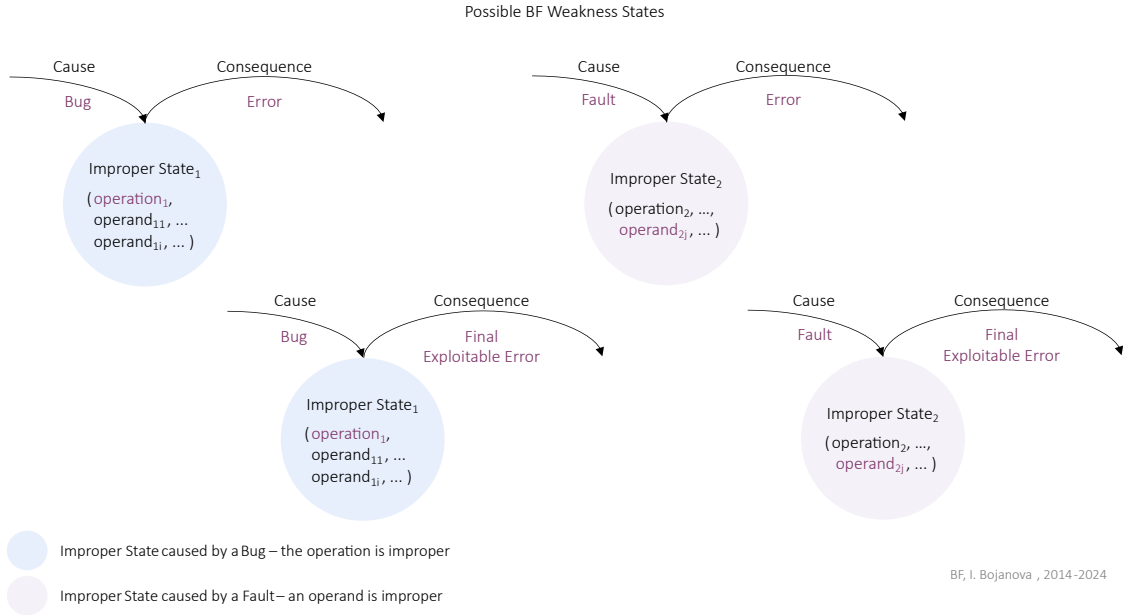 Possible BF Weakness States
Cause
Consequence
Bug
Error
Improper State1
(operation1,
operand11, ...
operand1i, ... )
Cause
Consequence
Fault
Error
Improper State2
(operation2, ...,
operand2j, ... )
Cause
Consequence
Bug
Final
Exploitable Error
Improper State1
(operation1,
operand11, ...
operand1i, ... )
Cause
Consequence
Fault
Final
Exploitable Error
Improper State2
(operation2, ...,
operand2j, ... )
Improper State caused by a Bug – the operation is improper
Improper State caused by a Fault – an operand is improper
BF, I. Bojanova , 2014-2024